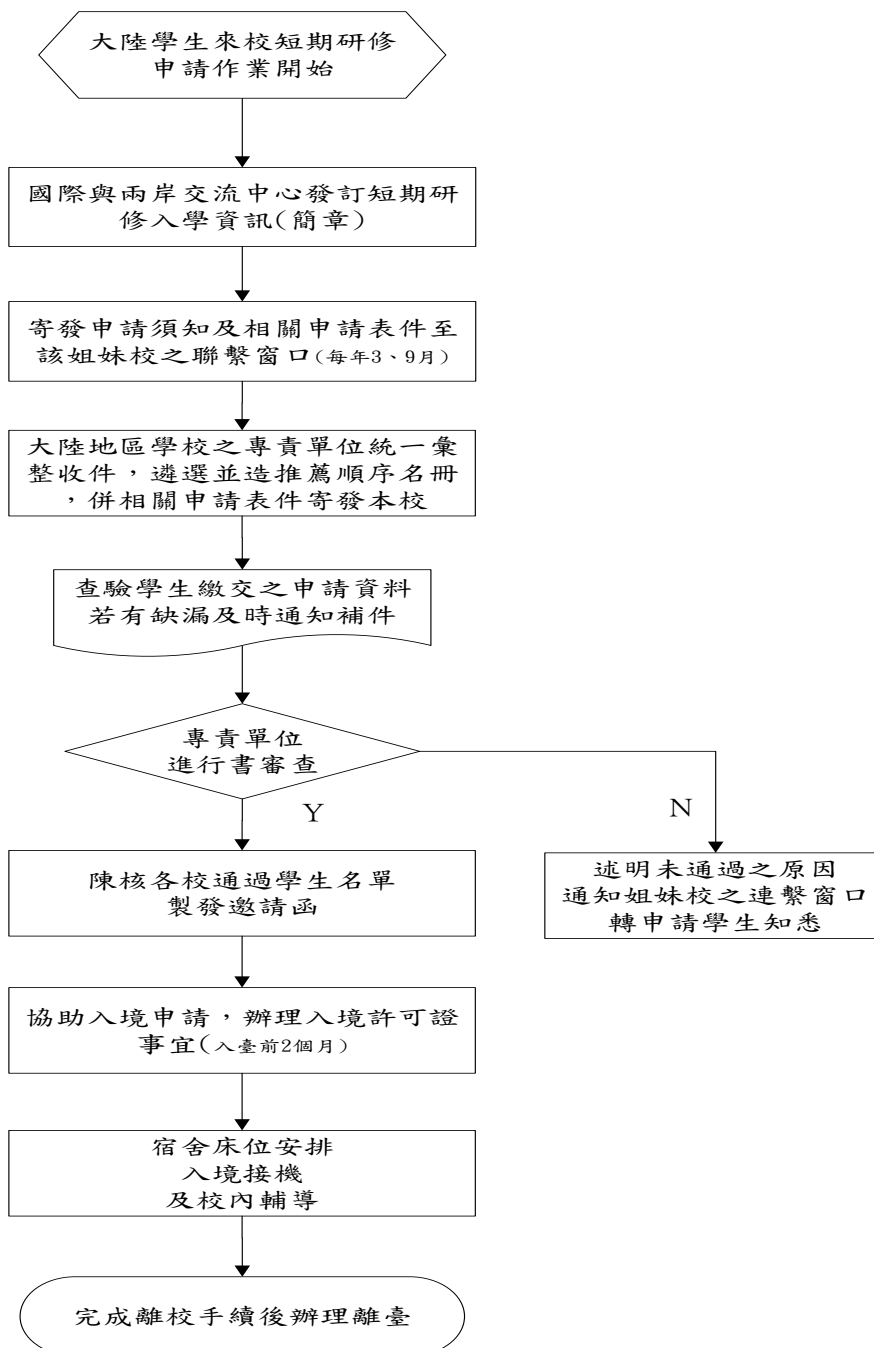 大陸學生來校短期研修
申請作業開始
國際與兩岸交流中心發訂短期研
修入學資訊(簡章)
寄發申請須知及相關申請表件至
該姐妹校之聯繫窗口(每年3、9月)
大陸地區學校之專責單位統一彙
整收件，遴選並造推薦順序名冊
，併相關申請表件寄發本校
查驗學生繳交之申請資料
若有缺漏及時通知補件
專責單位
進行書審查
Y
N
陳核各校通過學生名單
製發邀請函
述明未通過之原因
通知姐妹校之連繫窗口
轉申請學生知悉
協助入境申請，辦理入境許可證
事宜(入臺前2個月)
宿舍床位安排
入境接機
及校內輔導
完成離校手續後辦理離臺